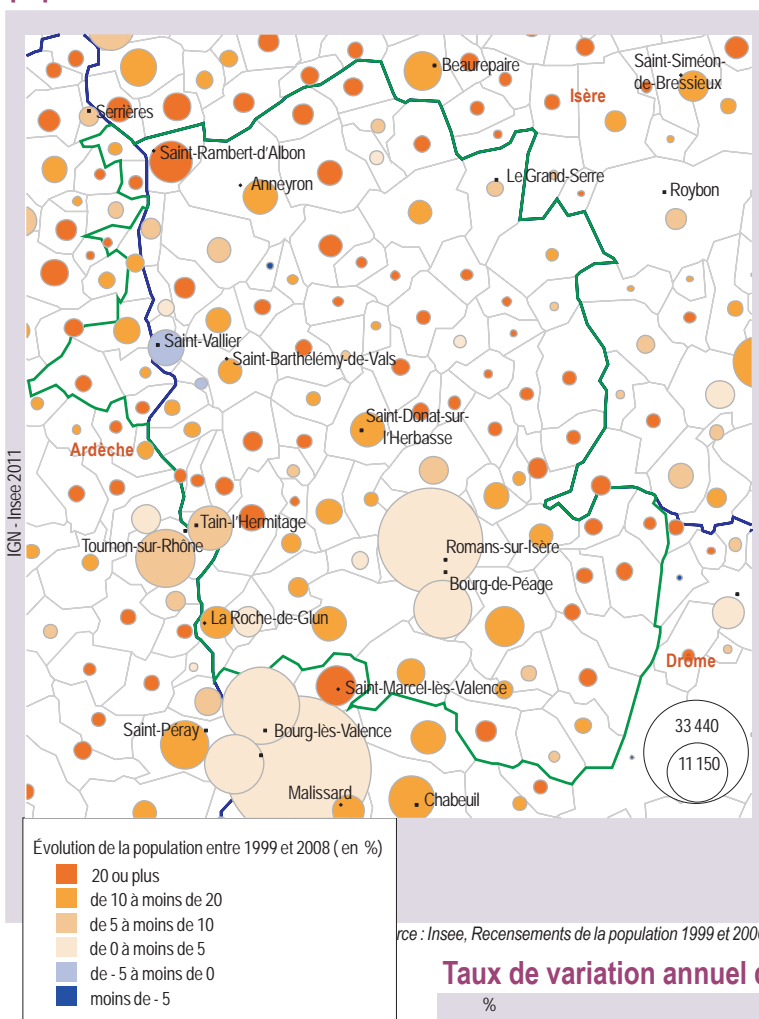 Beaurepaire
Saint-Siméon-
de-Bressieux
Isère
Serrières
Saint-Rambert-d'Albon
Anneyron
Le Grand-Serre
Roybon
Saint-Vallier
Saint-Barthélémy-de-Vals
Saint-Donat-sur-
l'Herbasse
Ardèche
IGN - Insee 2011
Tain-l'Hermitage
Tournon-sur-Rhône
Romans-sur-Isère
Bourg-de-Péage
La Roche-de-Glun
Drôme
Saint-Marcel-lès-Valence
Saint-Péray
Bourg-lès-Valence
33 440
11 150
Malissard
Chabeuil
Évolution de la population entre 1999 et 2008 ( en %)
20 ou plus
de 10 à moins de 20
de 5 à moins de 10
de 0 à moins de 5
de - 5 à moins de 0
moins de - 5
rce : Insee, Recensements de la population 1999 et 200
Taux de variation annuel d
%